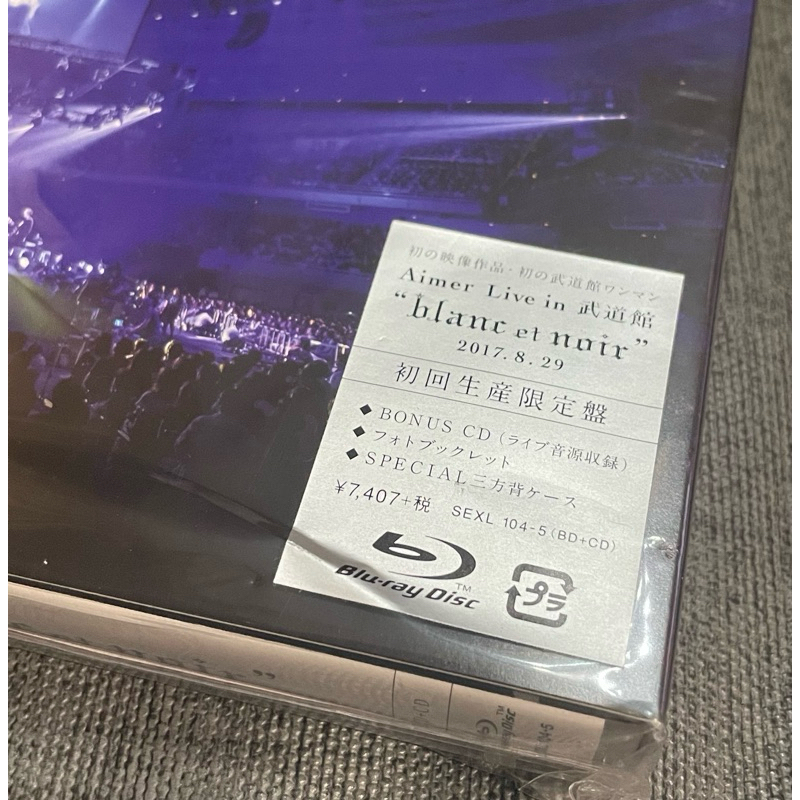 初の映像作品・初の武道館ワンマン
Aimer Live in 武道館
“blanc et noir”
2017. 8. 29
初回生産限定盤
◆ BONUS CD (ライブ音源収録)
◆ フォトブックレット
◆ SPECIAL三方背ケース
¥7,407+税 SEXL 104-5(BD+CD)
Blu-ray Disc™
プラ
noir”
Blu-ray Disc